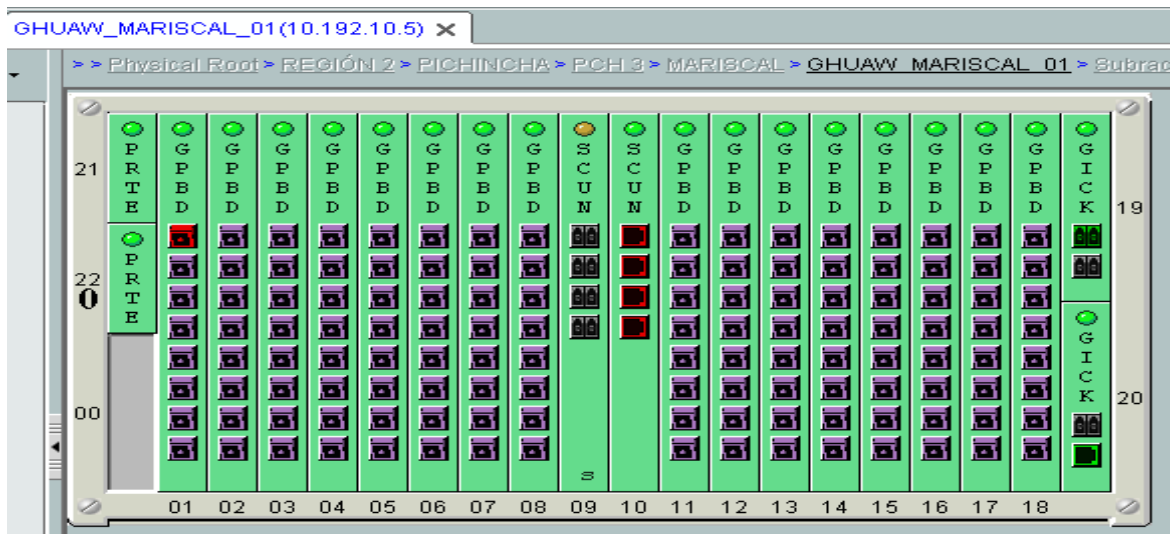 GHUAW_MARISCAL_01(10.192.10.5)
> > Physical Root > REGIÓN 2 > PICHINCHA > PCH 3 > MARISCAL > GHUAW_MARISCAL_01 > Subrac
PRTE GPBD GPBD GPBD GPBD GPBD GPBD GPBD GPBD SCUN SCUN GPBD GPBD GPBD GPBD GPBD GPBD GPBD GPBD GICK
21
19
PRTE
22
0
GICK
20
00
S
01 02 03 04 05 06 07 08 09 10 11 12 13 14 15 16 17 18